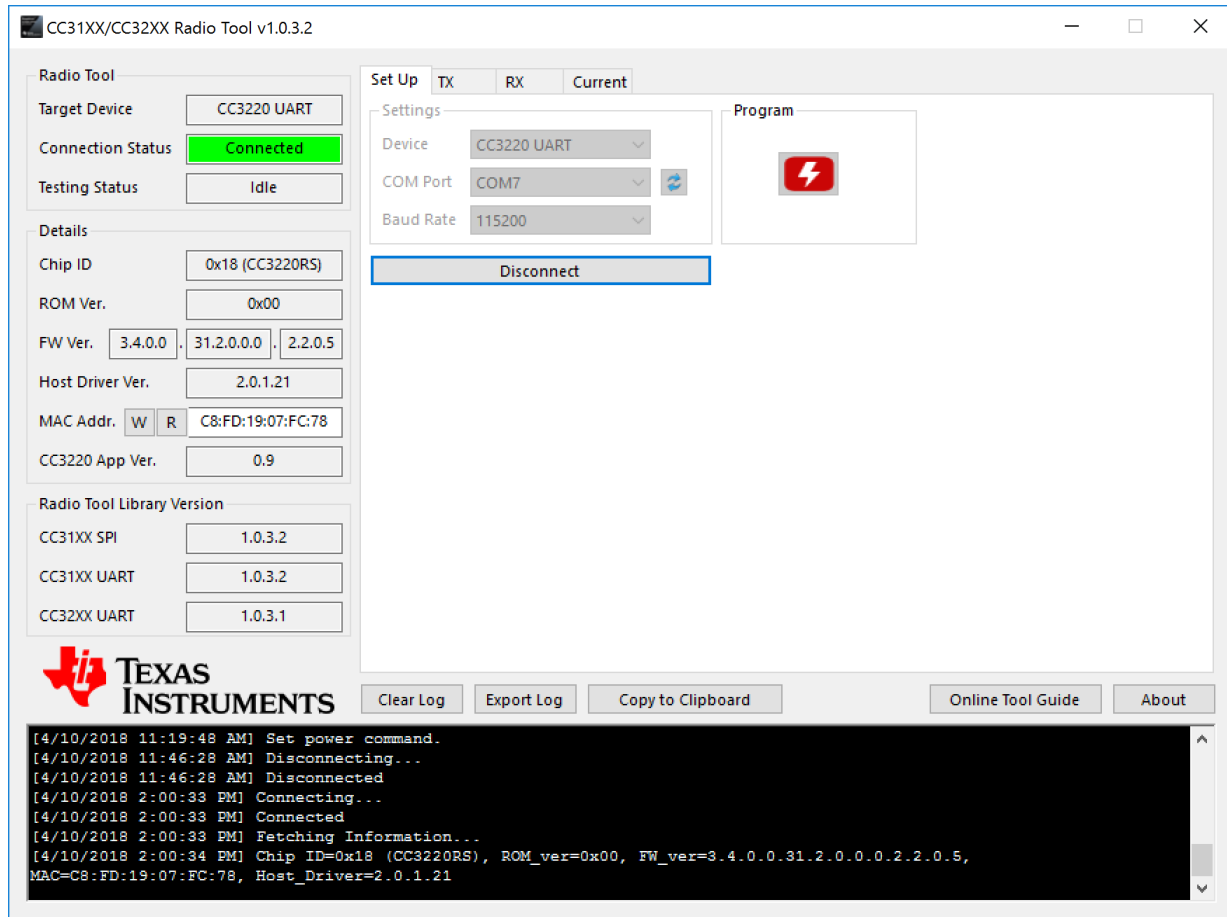 CC31XX/CC32XX Radio Tool v1.0.3.2
Radio Tool
Target Device CC3220 UART
Connection Status Connected
Testing Status Idle
Details
Chip ID 0x18 (CC3220RS)
ROM Ver. 0x00
FW Ver. 3.4.0.0 . 31.2.0.0.0 . 2.2.0.5
Host Driver Ver. 2.0.1.21
MAC Addr. W R C8:FD:19:07:FC:78
CC3220 App Ver. 0.9
Radio Tool Library Version
CC31XX SPI 1.0.3.2
CC31XX UART 1.0.3.2
CC32XX UART 1.0.3.1
TEXAS
INSTRUMENTS
Set Up TX RX Current
Settings
Device CC3220 UART
COM Port COM7
Baud Rate 115200
Program
Disconnect
Clear Log Export Log Copy to Clipboard Online Tool Guide About
[4/10/2018 11:19:48 AM] Set power command.
[4/10/2018 11:46:28 AM] Disconnecting...
[4/10/2018 11:46:28 AM] Disconnected
[4/10/2018 2:00:33 PM] Connecting...
[4/10/2018 2:00:33 PM] Connected
[4/10/2018 2:00:33 PM] Fetching Information...
[4/10/2018 2:00:34 PM] Chip ID=0x18 (CC3220RS), ROM_ver=0x00, FW_ver=3.4.0.0.31.2.0.0.0.2.2.0.5,
MAC=C8:FD:19:07:FC:78, Host_Driver=2.0.1.21